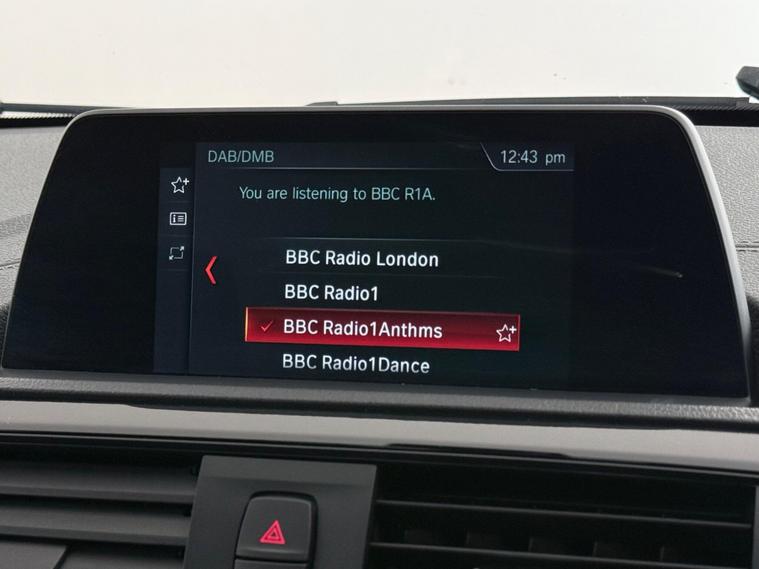 DAB/DMB
12:43 pm
You are listening to BBC R1A.
BBC Radio London
BBC Radio1
BBC Radio1Anthms
BBC Radio1Dance